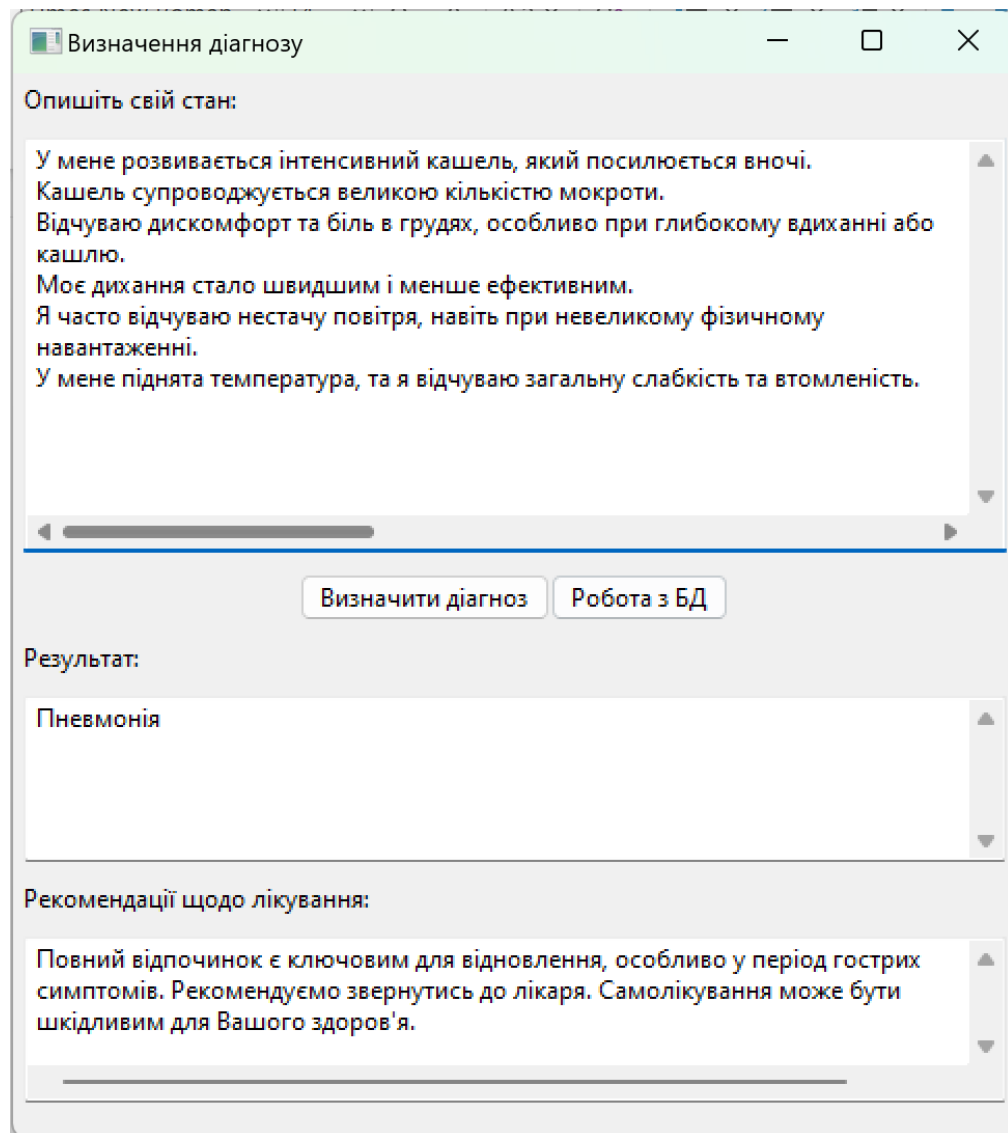 Визначення діагнозу
Опишіть свій стан:
У мене розвивається інтенсивний кашель, який посилюється вночі.
Кашель супроводжується великою кількістю мокроти.
Відчуваю дискомфорт та біль в грудях, особливо при глибокому вдиханні або
кашлю.
Моє дихання стало швидшим і менше ефективним.
Я часто відчуваю нестачу повітря, навіть при невеликому фізичному
навантаженні.
У мене піднята температура, та я відчуваю загальну слабкість та втомленість.
Визначити діагноз
Робота з БД
Результат:
Пневмонія
Рекомендації щодо лікування:
Повний відпочинок є ключовим для відновлення, особливо у період гострих
симптомів. Рекомендуємо звернутись до лікаря. Самолікування може бути
шкідливим для Вашого здоров'я.